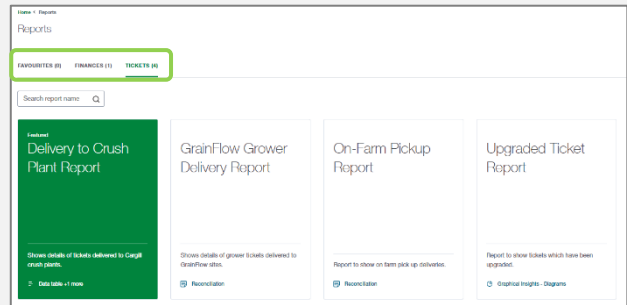 Home • Reports
Reports
FAVOURITES (0) FINANCES (1) TICKETS (4)
Search report name
Featured
Delivery to Crush
Plant Report
Shows details of tickets delivered to Cargill
crush plants.
Data table +1 more
GrainFlow Grower
Delivery Report
Shows details of grower tickets delivered to
GrainFlow sites.
Reconciliation
On-Farm Pickup
Report
Report to show on farm pick up deliveries.
Reconciliation
Upgraded Ticket
Report
Report to show tickets which have been
upgraded.
Graphical Insights - Diagrams